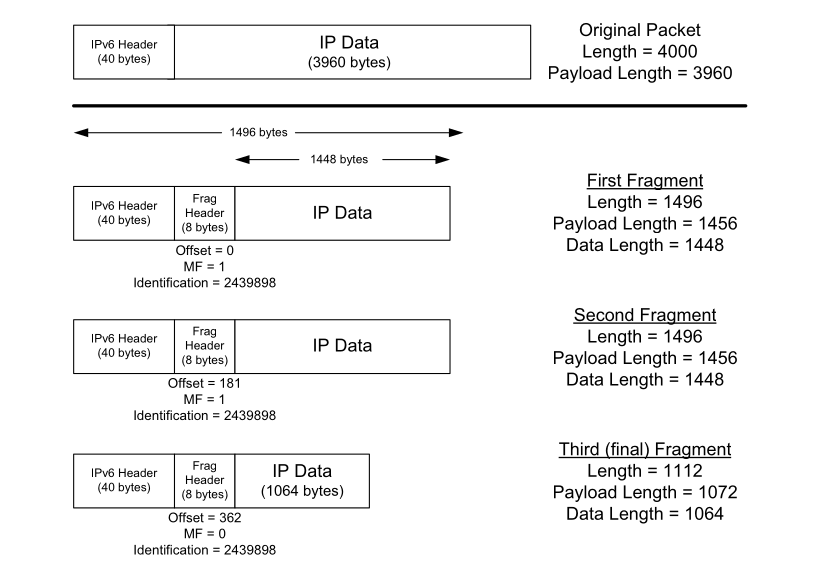 IPv6 Header
(40 bytes)
IP Data
(3960 bytes)
Original Packet
Length = 4000
Payload Length = 3960
1496 bytes
1448 bytes
IPv6 Header
(40 bytes)
Frag
Header
(8 bytes)
IP Data
Offset = 0
MF = 1
Identification = 2439898
First Fragment
Length = 1496
Payload Length = 1456
Data Length = 1448
IPv6 Header
(40 bytes)
Frag
Header
(8 bytes)
IP Data
Offset = 181
MF = 1
Identification = 2439898
Second Fragment
Length = 1496
Payload Length = 1456
Data Length = 1448
IPv6 Header
(40 bytes)
Frag
Header
(8 bytes)
IP Data
(1064 bytes)
Offset = 362
MF = 0
Identification = 2439898
Third (final) Fragment
Length = 1112
Payload Length = 1072
Data Length = 1064